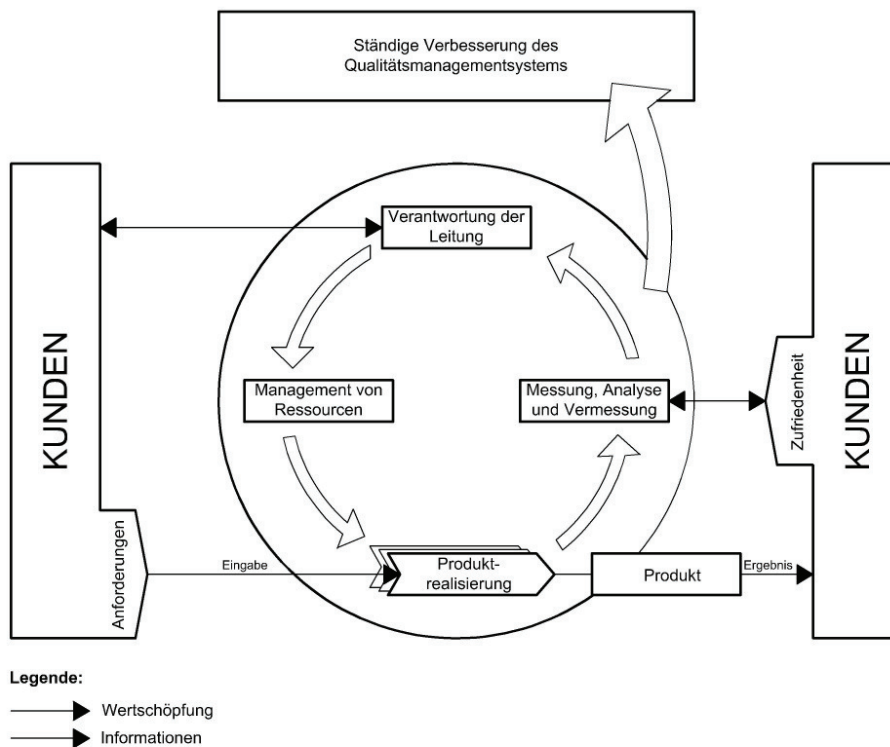 Ständige Verbesserung des
Qualitätsmanagementsystems
KUNDEN
Anforderungen
Verantwortung der
Leitung
Management von
Ressourcen
Messung, Analyse
und Vermessung
Zufriedenheit
KUNDEN
Eingabe
Produkt-
realisierung
Produkt
Ergebnis
Legende:
Wertschöpfung
Informationen